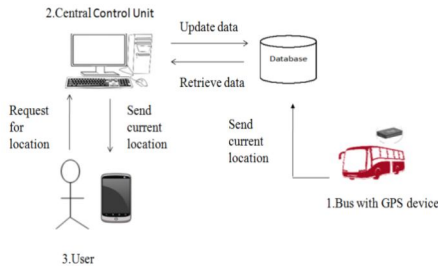 2.Central Control Unit
Update data
Database
Retrieve data
Request
for
location
Send
current
location
Send
current
location
1.Bus with GPS device
3.User